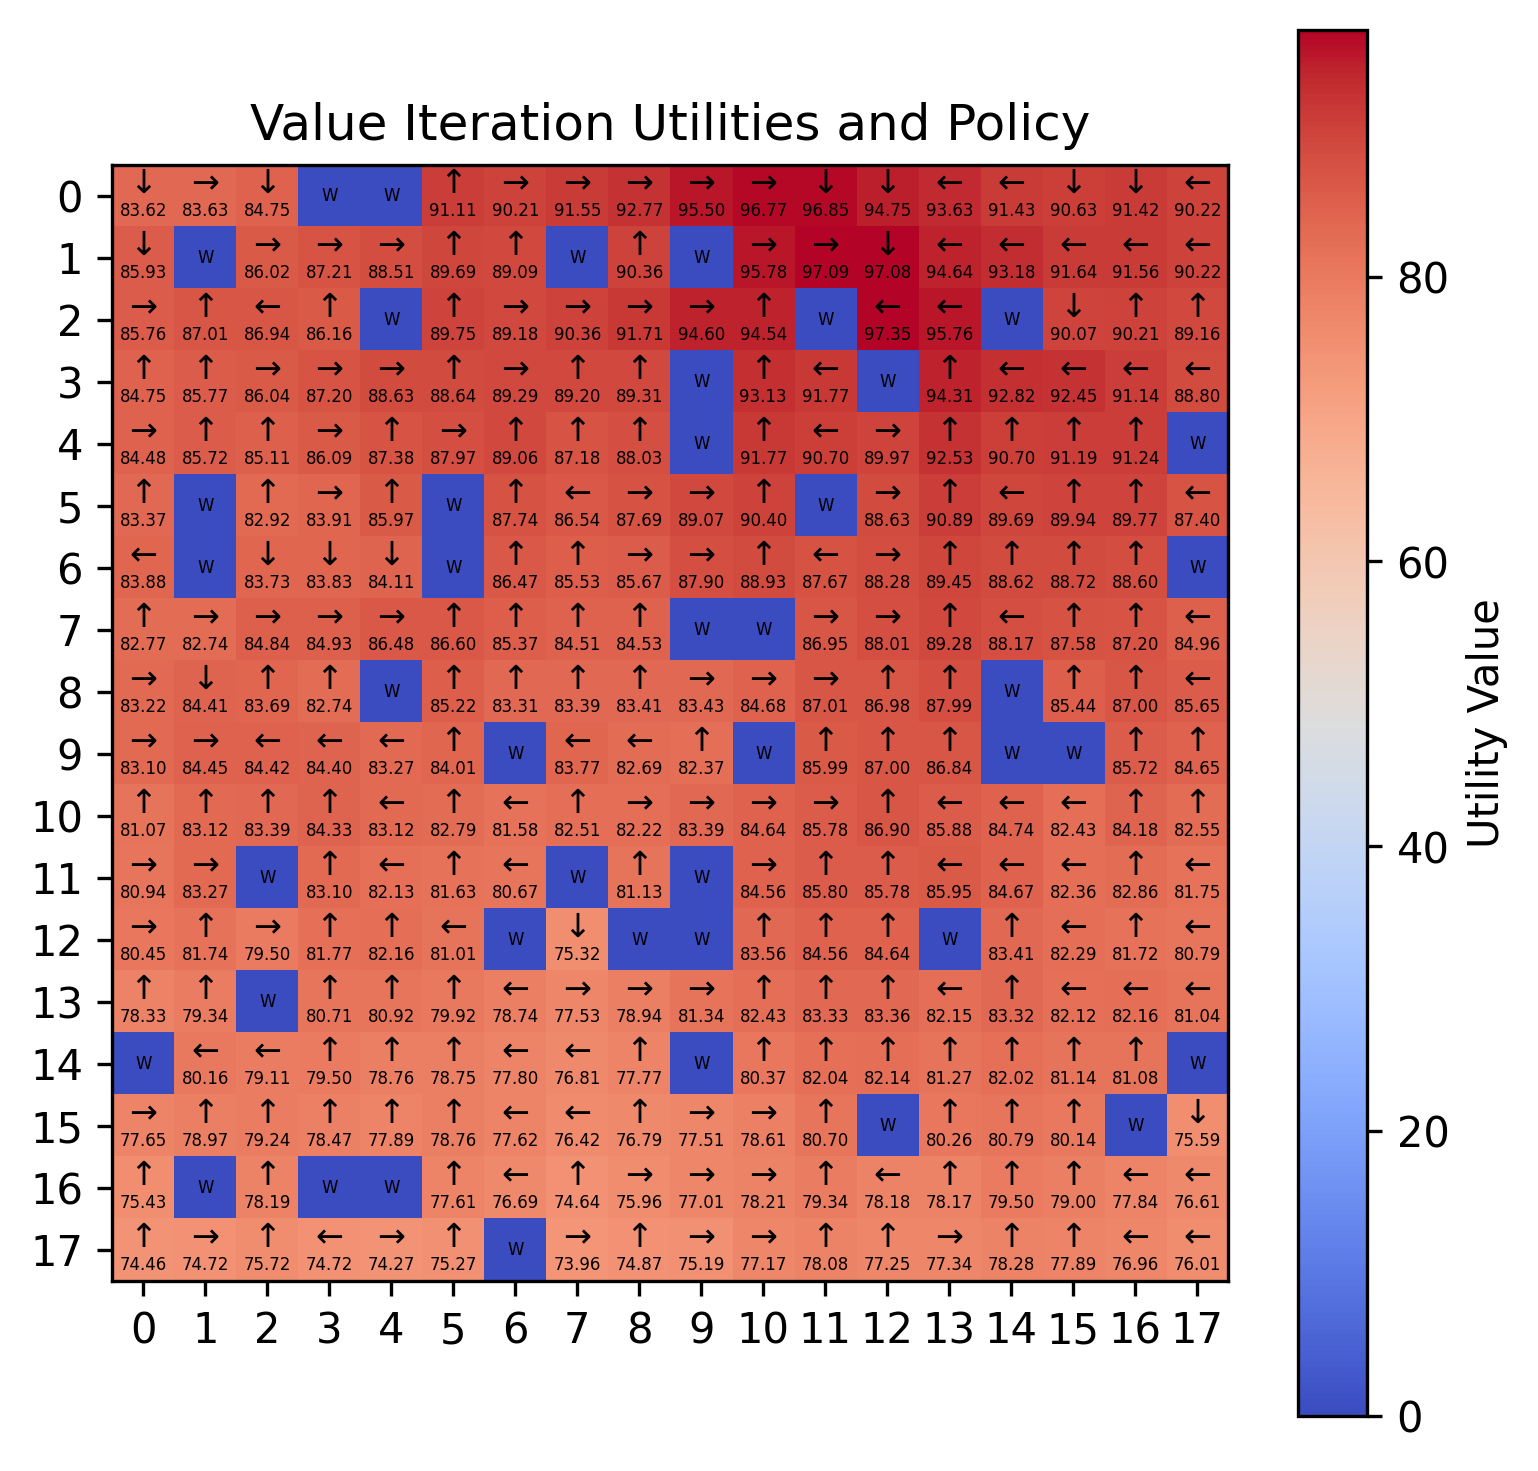 Value Iteration Utilities and Policy
0 ↓ → ↓ W W ↑ → → → → → ↓ ↓ ← ← ↓ ↓ ←
83.62 83.63 84.75 91.11 90.21 91.55 92.77 95.50 96.77 96.85 94.75 93.63 91.43 90.63 91.42 90.22
1 ↓ W → → → ↑ ↑ W ↑ W → → ↓ ← ← ← ← ←
85.93 86.02 87.21 88.51 89.69 89.09 90.36 95.78 97.09 97.08 94.64 93.18 91.64 91.56 90.22
2 → ↑ ← ↑ W ↑ → → → → ↑ W ← ← W ↓ ↑ ↑
85.76 87.01 86.94 86.16 89.75 89.18 90.36 91.71 94.60 94.54 97.35 95.76 90.07 90.21 89.16
3 ↑ ↑ → → → ↑ → ↑ ↑ W ↑ ← W ↑ ← ← ← ←
84.75 85.77 86.04 87.20 88.63 88.64 89.29 89.20 89.31 93.13 91.77 94.31 92.82 92.45 91.14 88.80
4 → ↑ ↑ → ↑ → ↑ ↑ ↑ W ↑ ← → ↑ ↑ ↑ ↑ W
84.48 85.72 85.11 86.09 87.38 87.97 89.06 87.18 88.03 91.77 90.70 89.97 92.53 90.70 91.19 91.24
5 ↑ W ↑ → ↑ W ↑ ← → → ↑ W → ↑ ← ↑ ↑ ←
83.37 82.92 83.91 85.97 87.74 86.54 87.69 89.07 90.40 88.63 90.89 89.69 89.94 89.77 87.40
6 ← W ↓ ↓ ↓ W ↑ ↑ → → ↑ ← → ↑ ↑ ↑ ↑ W
83.88 83.73 83.83 84.11 86.47 85.53 85.67 87.90 88.93 87.67 88.28 89.45 88.62 88.72 88.60
7 ↑ → → → → ↑ ↑ ↑ ↑ W W → → ↑ ← ↑ ↑ ←
82.77 82.74 84.84 84.93 86.48 86.60 85.37 84.51 84.53 86.95 88.01 89.28 88.17 87.58 87.20 84.96
8 → ↓ ↑ ↑ W ↑ ↑ ↑ ↑ → → → ↑ ↑ W ↑ ↑ ←
83.22 84.41 83.69 82.74 85.22 83.31 83.39 83.41 83.43 84.68 87.01 86.98 87.99 85.44 87.00 85.65
9 → → ← ← ← ↑ W ← ← ↑ W ↑ ↑ ↑ W W ↑ ↑
83.10 84.45 84.42 84.40 83.27 84.01 83.77 82.69 82.37 85.99 87.00 86.84 85.72 84.65
10 ↑ ↑ ↑ ↑ ← ↑ ← ↑ → → → → ↑ ← ← ← ↑ ↑
81.07 83.12 83.39 84.33 83.12 82.79 81.58 82.51 82.22 83.39 84.64 85.78 86.90 85.88 84.74 82.43 84.18 82.55
11 → → W ↑ ← ↑ ← W ↑ W → ↑ ↑ ← ← ← ↑ ←
80.94 83.27 83.10 82.13 81.63 80.67 81.13 84.56 85.80 85.78 85.95 84.67 82.36 82.86 81.75
12 → ↑ → ↑ ↑ ← W ↓ W W ↑ ↑ ↑ W ↑ ← ↑ ←
80.45 81.74 79.50 81.77 82.16 81.01 75.32 83.56 84.56 84.64 83.41 82.29 81.72 80.79
13 ↑ ↑ W ↑ ↑ ↑ ← → → → ↑ ↑ ↑ ← ↑ ← ← ←
78.33 79.34 80.71 80.92 79.92 78.74 77.53 78.94 81.34 82.43 83.33 83.36 82.15 83.32 82.12 82.16 81.04
14 W ← ← ↑ ↑ ↑ ← ← ↑ W ↑ ↑ ↑ ↑ ↑ ↑ ↑ W
80.16 79.11 79.50 78.76 78.75 77.80 76.81 77.77 80.37 82.04 82.14 81.27 82.02 81.14 81.08
15 → ↑ ↑ ↑ ↑ ↑ ← ← ↑ → → ↑ W ↑ ↑ ↑ W ↓
77.65 78.97 79.24 78.47 77.89 78.76 77.62 76.42 76.79 77.51 78.61 80.70 80.26 80.79 80.14 75.59
16 ↑ W ↑ W W ↑ ← ↑ → → → ↑ ← ↑ ↑ ↑ ← ←
75.43 78.19 77.61 76.69 74.64 75.96 77.01 78.21 79.34 78.18 78.17 79.50 79.00 77.84 76.61
17 ↑ → ↑ ← → ↑ W → ↑ → → ↑ ↑ → ↑ ↑ ← ←
74.46 74.72 75.72 74.72 74.27 75.27 73.96 74.87 75.19 77.17 78.08 77.25 77.34 78.28 77.89 76.96 76.01
0 1 2 3 4 5 6 7 8 9 10 11 12 13 14 15 16 17
80
60
40
20
0
Utility Value